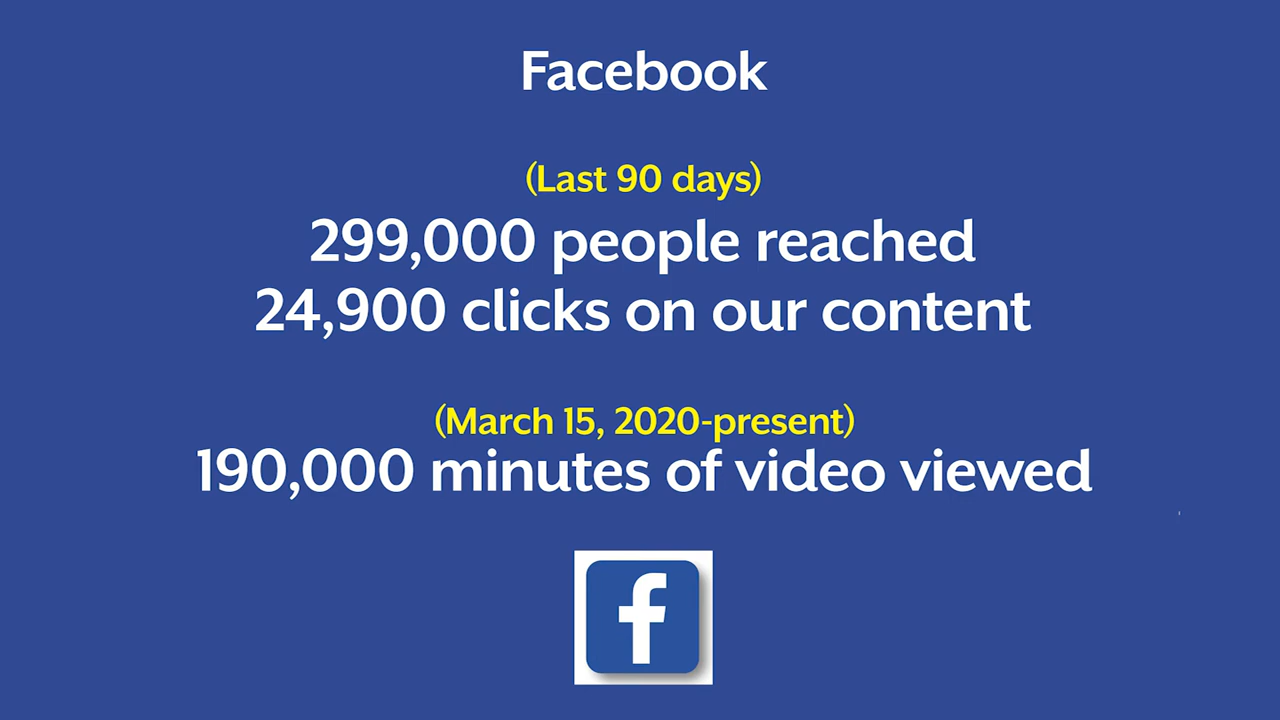 Facebook
(Last 90 days)
299,000 people reached
24,900 clicks on our content
(March 15, 2020-present)
190,000 minutes of video viewed
f